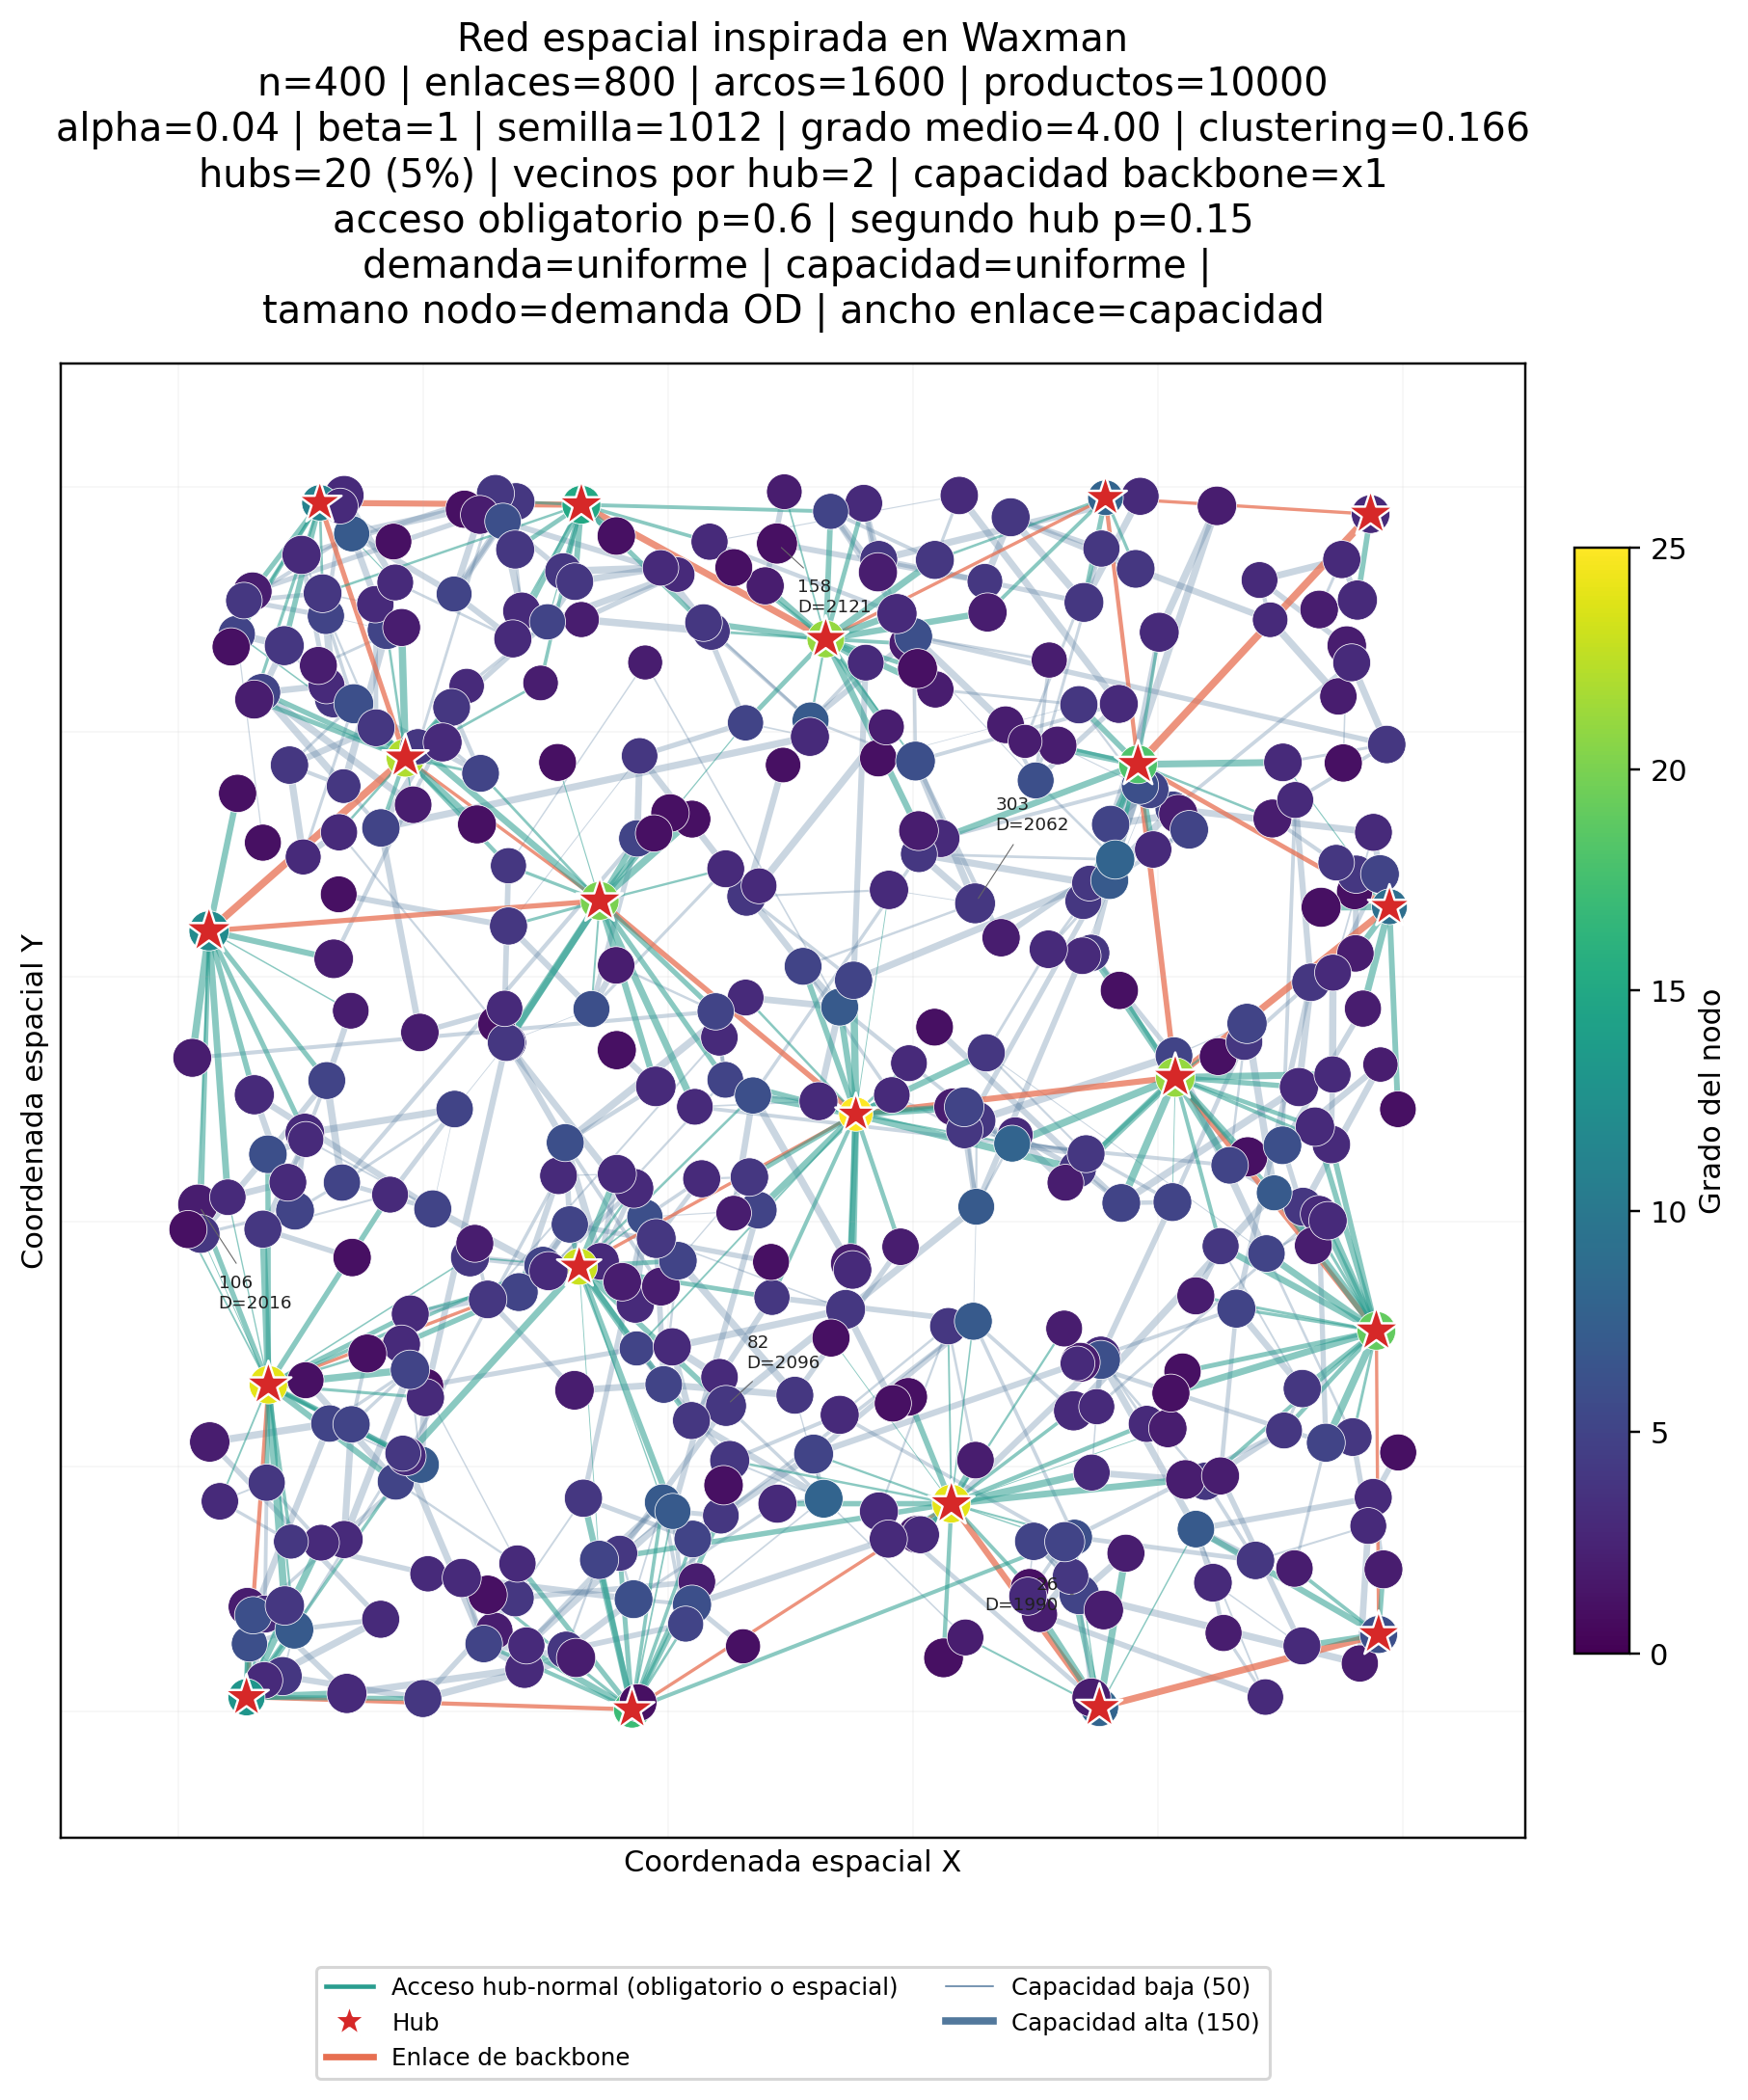 Red espacial inspirada en Waxman
n=400 | enlaces=800 | arcos=1600 | productos=10000
alpha=0.04 | beta=1 | semilla=1012 | grado medio=4.00 | clustering=0.166
hubs=20 (5%) | vecinos por hub=2 | capacidad backbone=x1
acceso obligatorio p=0.6 | segundo hub p=0.15
demanda=uniforme | capacidad=uniforme |
tamano nodo=demanda OD | ancho enlace=capacidad
158
D=2121
303
D=2062
106
D=2016
82
D=2096
26
D=1990
Coordenada espacial Y
Coordenada espacial X
25
20
15
10
5
0
Grado del nodo
Acceso hub-normal (obligatorio o espacial)
Hub
Enlace de backbone
Capacidad baja (50)
Capacidad alta (150)